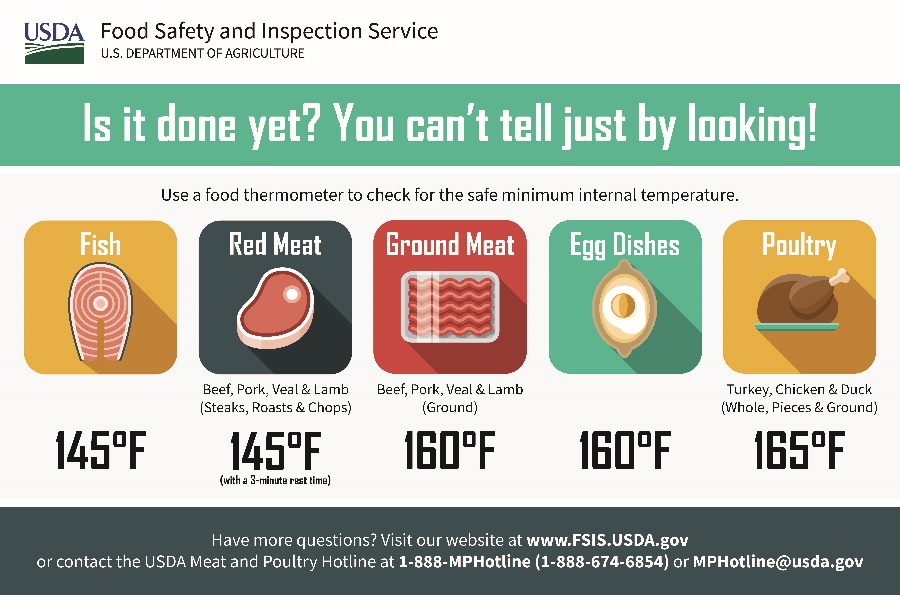 USDA
Food Safety and Inspection Service
U.S. DEPARTMENT OF AGRICULTURE
Is it done yet? You can't tell just by looking!
Use a food thermometer to check for the safe minimum internal temperature.
Fish
145°F
Red Meat
Beef, Pork, Veal & Lamb
(Steaks, Roasts & Chops)
145°F
(with a 3-minute rest time)
Ground Meat
Beef, Pork, Veal & Lamb
(Ground)
160°F
Egg Dishes
160°F
Poultry
Turkey, Chicken & Duck
(Whole, Pieces & Ground)
165°F
Have more questions? Visit our website at www.FSIS.USDA.gov
or contact the USDA Meat and Poultry Hotline at 1-888-MPHotline (1-888-674-6854) or MPHotline@usda.gov